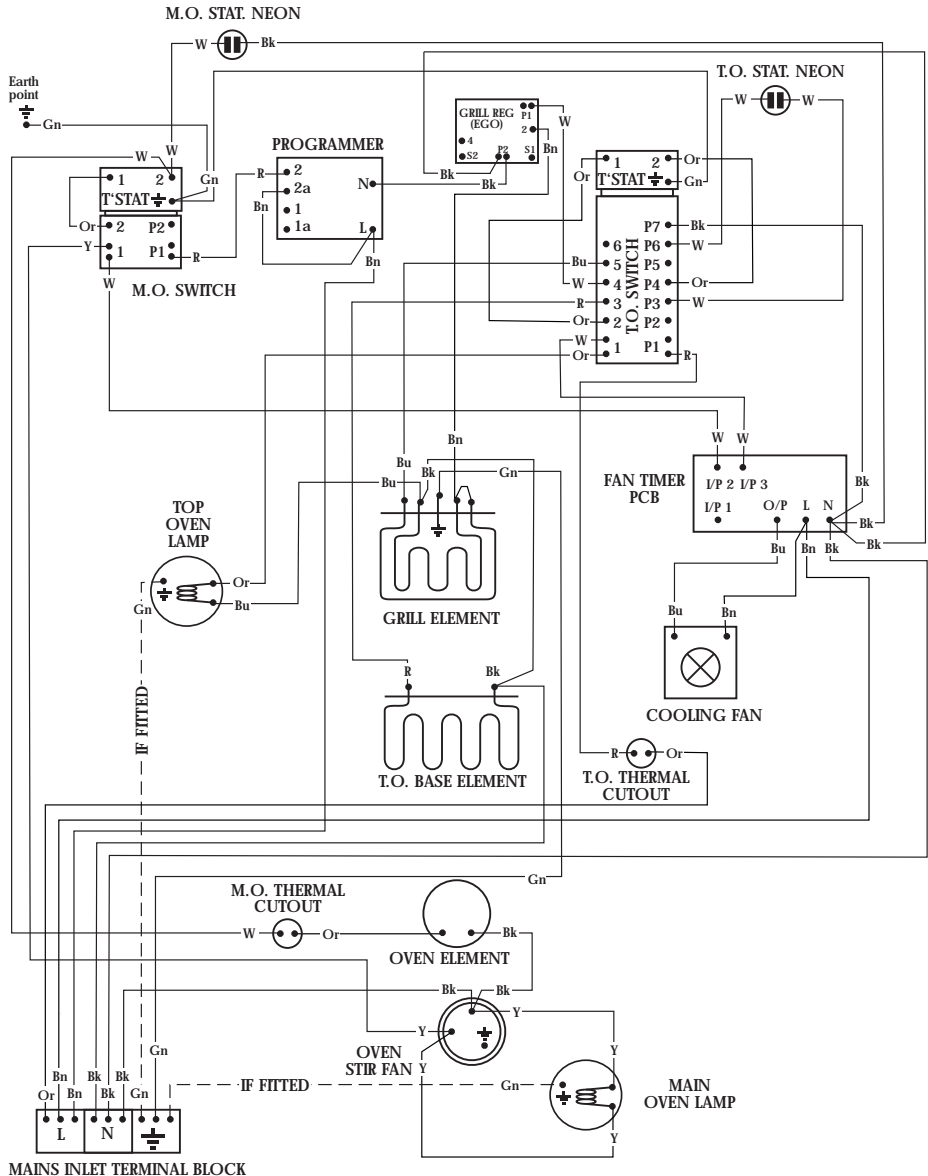 M.O. STAT. NEON
W
Bk
T.O. STAT. NEON
W
W
Earth
point
Gn
GRILL REG
(EGO)
P1
2
4
S2
P2
S1
W
Bn
Bk
Bk
PROGRAMMER
2
2a
1
1a
N
L
R
Bn
Bn
W
W
Gn
1
2
T'STAT
Or
2
P2
Y
1
P1
R
W
M.O. SWITCH
1
2
T'STAT
Or
Gn
Or
T.O. SWITCH
6
5
4
3
2
1
P7
P6
P5
P4
P3
P2
P1
Bk
W
Or
W
R
Bu
W
R
Or
W
Or
Bn
W
W
FAN TIMER
PCB
I/P 2
I/P 3
I/P 1
O/P
L
N
Bk
Bk
Bk
Bu
Bn
Bk
Bu
Bk
Gn
Bu
GRILL ELEMENT
TOP
OVEN
LAMP
Or
Bu
Gn
IF FITTED
Bu
Bn
COOLING FAN
R
Bk
T.O. BASE ELEMENT
R
Or
T.O. THERMAL
CUTOUT
Gn
M.O. THERMAL
CUTOUT
W
Or
Bk
OVEN ELEMENT
Bk
Bk
Y
Y
Y
OVEN
STIR FAN
Y
Y
Gn
MAIN
OVEN LAMP
IF FITTED
Gn
Or
Bn
Bn
Bk
Bk
Bk
Gn
L
N
MAINS INLET TERMINAL BLOCK